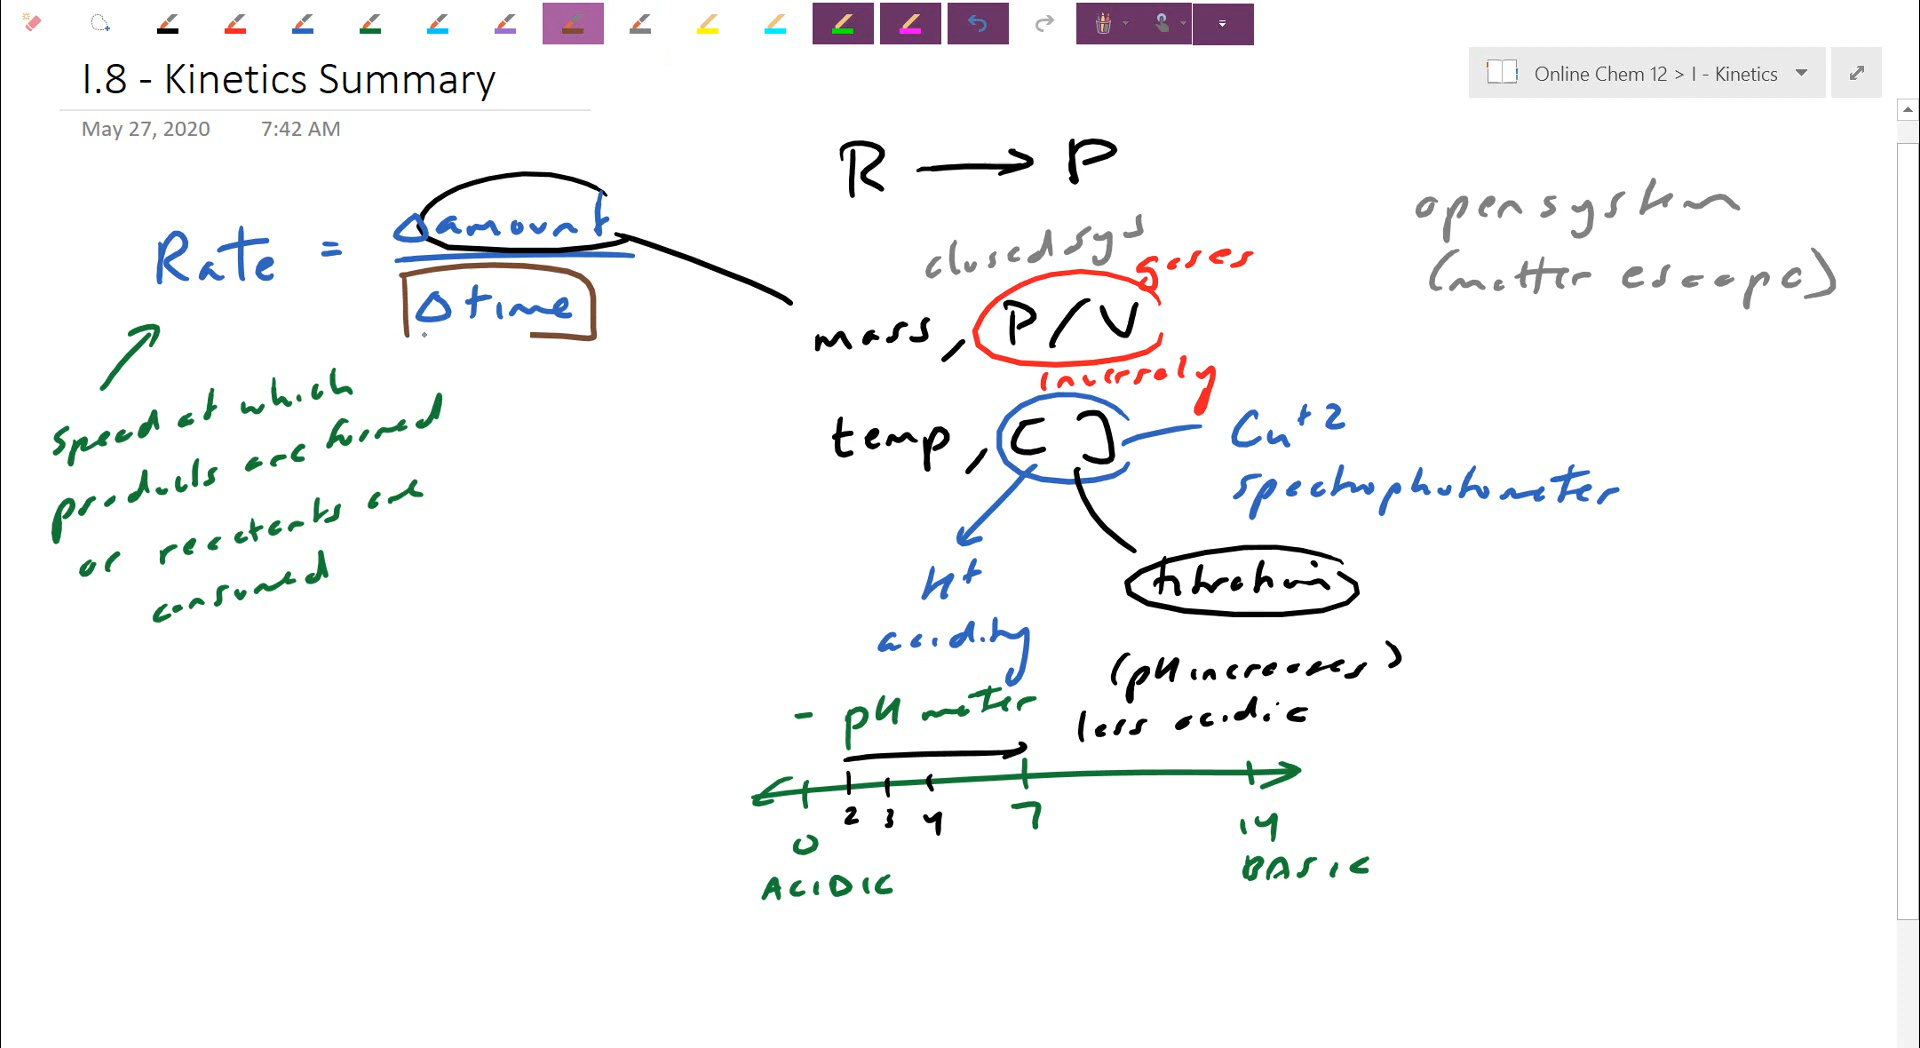 I.8 - Kinetics Summary
Online Chem 12 > I - Kinetics
May 27, 2020 7:42 AM
R → P
Rate = Δamount / Δtime
closed sys
gases
open system
(matter escape)
mass, P/V
inversely
temp, [ ]
Cu+2
spectrophotometer
speed at which
products are formed
or reactants are
consumed
H+
acidity
titration
- pH meter
(pH increases)
less acidic
0 2 3 4 7 14
ACIDIC BASIC